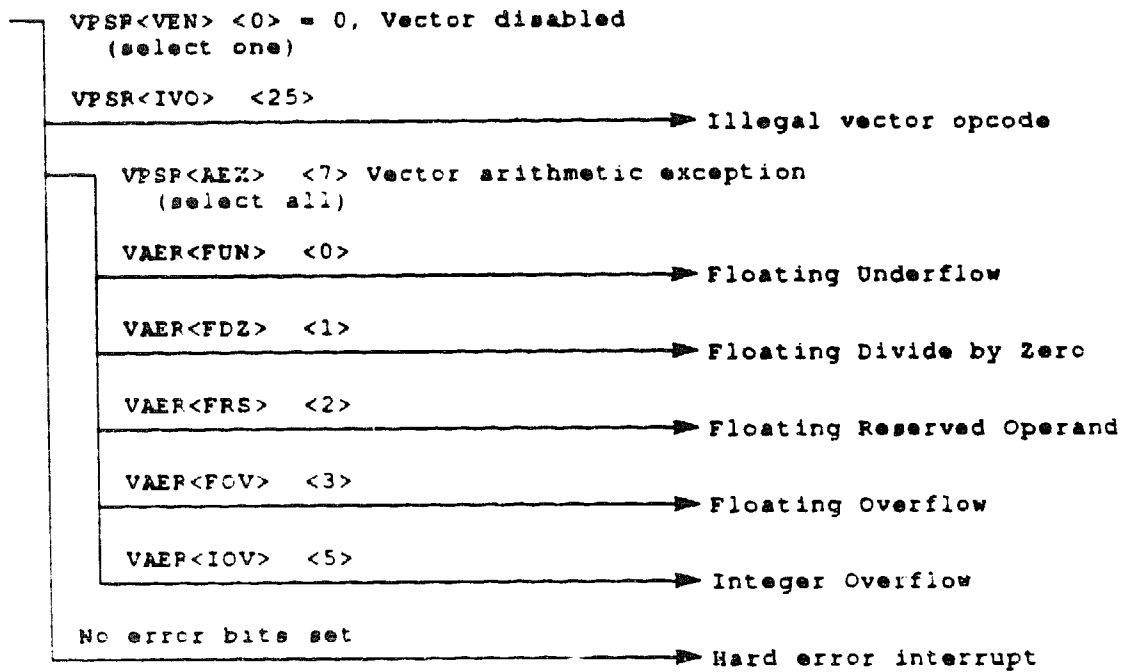 VPSR<VEN> <0> = 0, Vector disabled
(select one)
VPSR<IVO> <25>
Illegal vector opcode
VPSR<AEX> <7> Vector arithmetic exception
(select all)
VAER<FUN> <0>
Floating Underflow
VAER<FDZ> <1>
Floating Divide by Zero
VAER<FRS> <2>
Floating Reserved Operand
VAER<FOV> <3>
Floating Overflow
VAER<IOV> <5>
Integer Overflow
No error bits set
Hard error interrupt